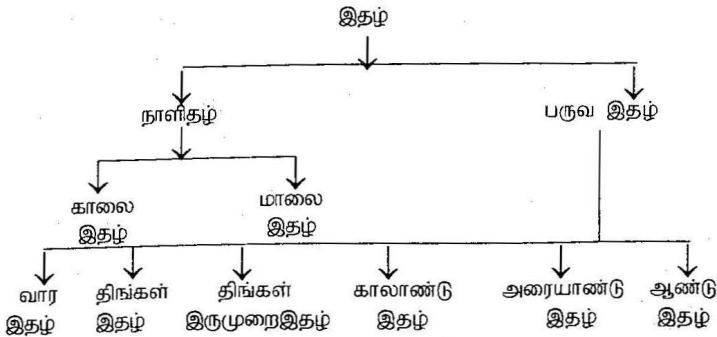 இதழ்
நாளிதழ் பருவ இதழ்
காலை மாலை
இதழ் இதழ்
வார திங்கள் திங்கள் காலாண்டு அரையாண்டு ஆண்டு
இதழ் இதழ் இருமுறைஇதழ் இதழ் இதழ் இதழ்